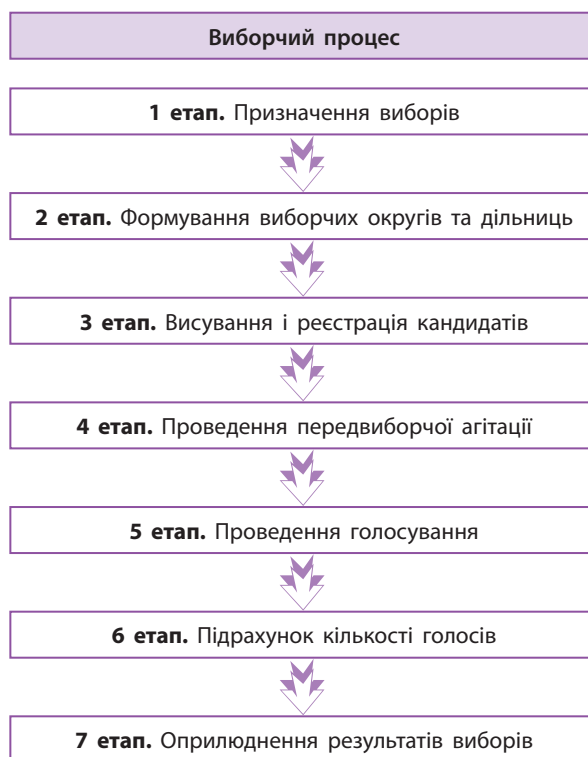 Виборчий процес
1 етап. Призначення виборів
2 етап. Формування виборчих округів та дільниць
3 етап. Висування і реєстрація кандидатів
4 етап. Проведення передвиборчої агітації
5 етап. Проведення голосування
6 етап. Підрахунок кількості голосів
7 етап. Оприлюднення результатів виборів